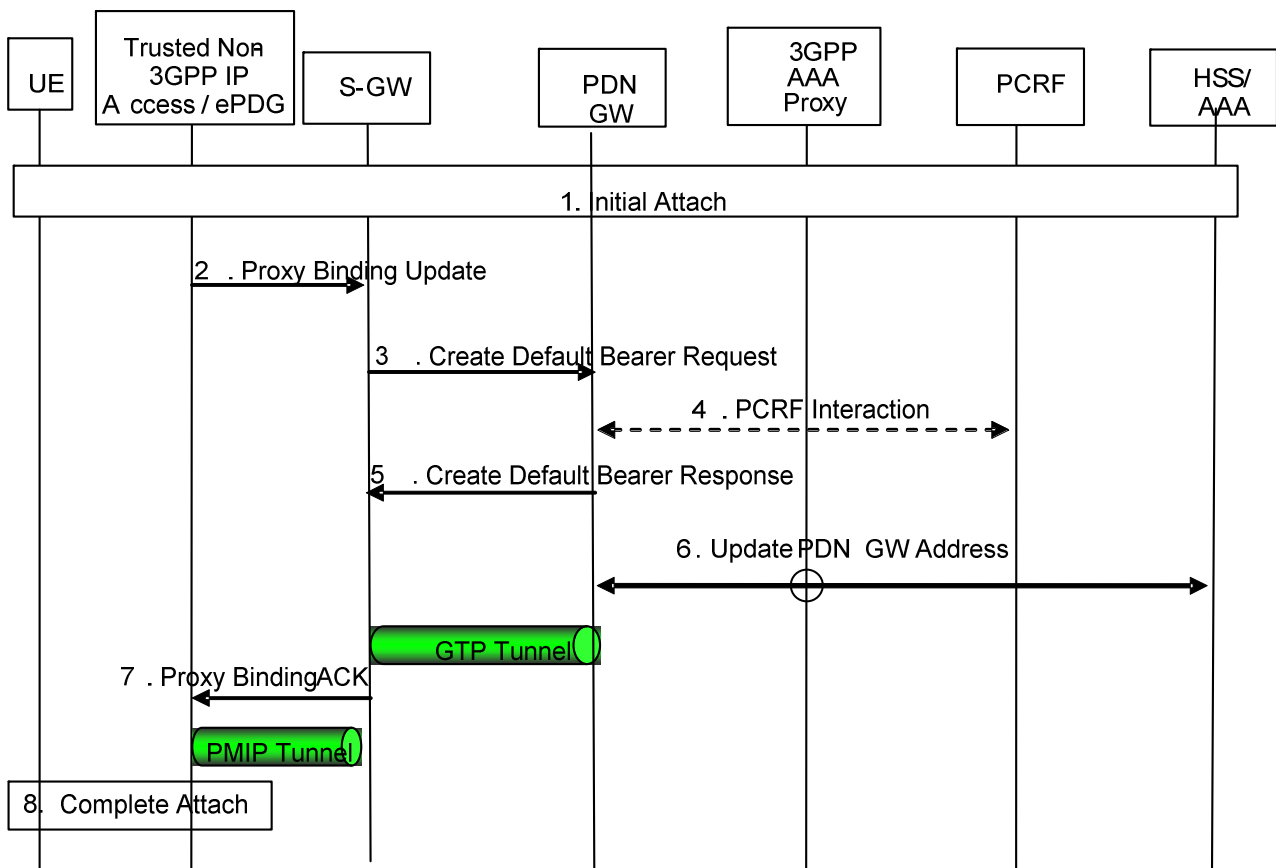 UE
Trusted Non
3GPP IP
A ccess / ePDG
S-GW
PDN
GW
3GPP
AAA
Proxy
PCRF
HSS/
AAA
1. Initial Attach
2 . Proxy Binding Update
3 . Create Default Bearer Request
4 . PCRF Interaction
5 . Create Default Bearer Response
6. Update PDN GW Address
GTP Tunnel
7 . Proxy Binding ACK
PMIP Tunnel
8. Complete Attach